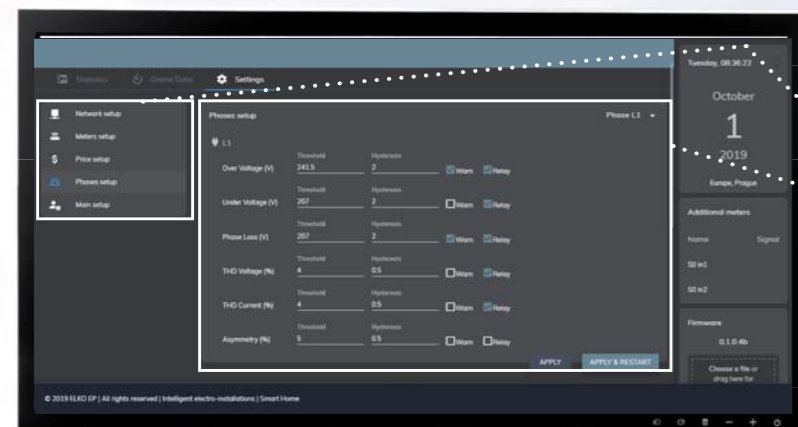 Statistics Online Data Settings
Network setup
Meters setup
Price setup
Phases setup
Main setup
Phases setup Phase L1
L1
Threshold Hysteresis
Over Voltage (V) 241.5 2 Warn Relay
Threshold Hysteresis
Under Voltage (V) 207 2 Warn Relay
Threshold Hysteresis
Phase Loss (V) 207 2 Warn Relay
Threshold Hysteresis
THD Voltage (%) 4 0.5 Warn Relay
Threshold Hysteresis
THD Current (%) 4 0.5 Warn Relay
Threshold Hysteresis
Asymmetry (%) 5 0.5 Warn Relay
APPLY APPLY & RESTART
Tuesday, 08:36:22
October
1
2019
Europe, Prague
Additional meters
Name Signal
S0 in1
S0 in2
Firmware
0.1.0.4b
Choose a file or
drag here for
© 2019 ELKO EP | All rights reserved | Intelligent electro-installations | Smart Home